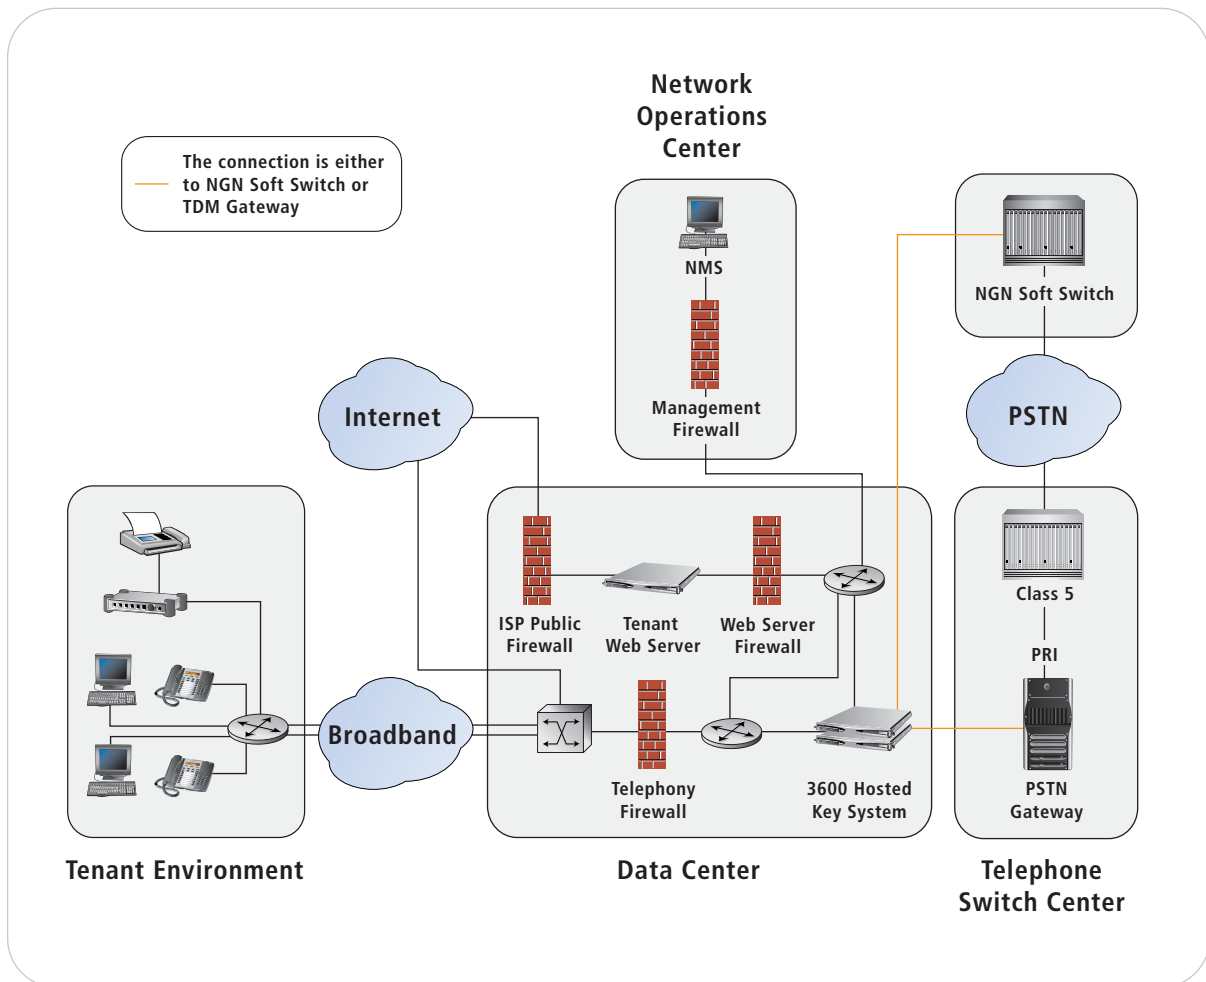 Network
Operations
Center
The connection is either
to NGN Soft Switch or
TDM Gateway
NMS
NGN Soft Switch
Management
Firewall
Internet
PSTN
ISP Public
Firewall
Tenant
Web Server
Web Server
Firewall
Class 5
PRI
Broadband
Telephony
Firewall
3600 Hosted
Key System
PSTN
Gateway
Tenant Environment
Data Center
Telephone
Switch Center